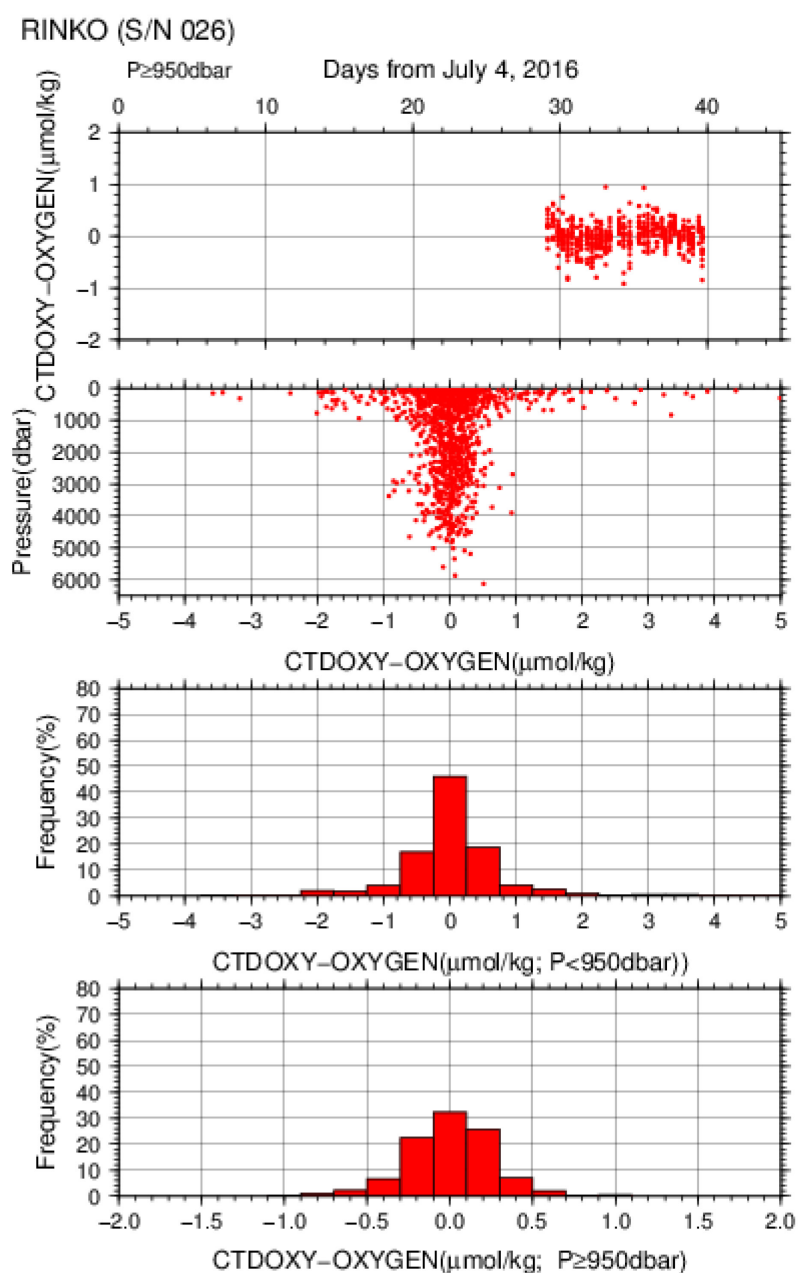 RINKO (S/N 026)
P≥950dbar Days from July 4, 2016
0 10 20 30 40
CTDOXY−OXYGEN(μmol/kg)
2
1
0
−1
−2
Pressure(dbar)
0
1000
2000
3000
4000
5000
6000
−5 −4 −3 −2 −1 0 1 2 3 4 5
CTDOXY−OXYGEN(μmol/kg)
Frequency(%)
80
70
60
50
40
30
20
10
0
−5 −4 −3 −2 −1 0 1 2 3 4 5
CTDOXY−OXYGEN(μmol/kg; P<950dbar))
Frequency(%)
80
70
60
50
40
30
20
10
0
−2.0 −1.5 −1.0 −0.5 0.0 0.5 1.0 1.5 2.0
CTDOXY−OXYGEN(μmol/kg; P≥950dbar)